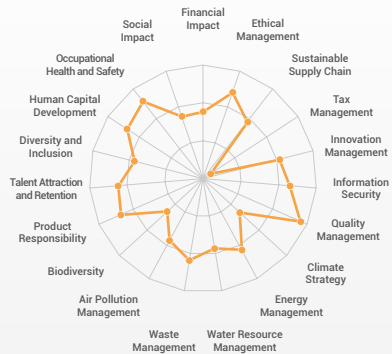 Financial
Impact
Ethical
Management
Sustainable
Supply Chain
Tax
Management
Innovation
Management
Information
Security
Quality
Management
Climate
Strategy
Energy
Management
Water Resource
Management
Waste
Management
Air Pollution
Management
Biodiversity
Product
Responsibility
Talent Attraction
and Retention
Diversity and
Inclusion
Human Capital
Development
Occupational
Health and Safety
Social
Impact